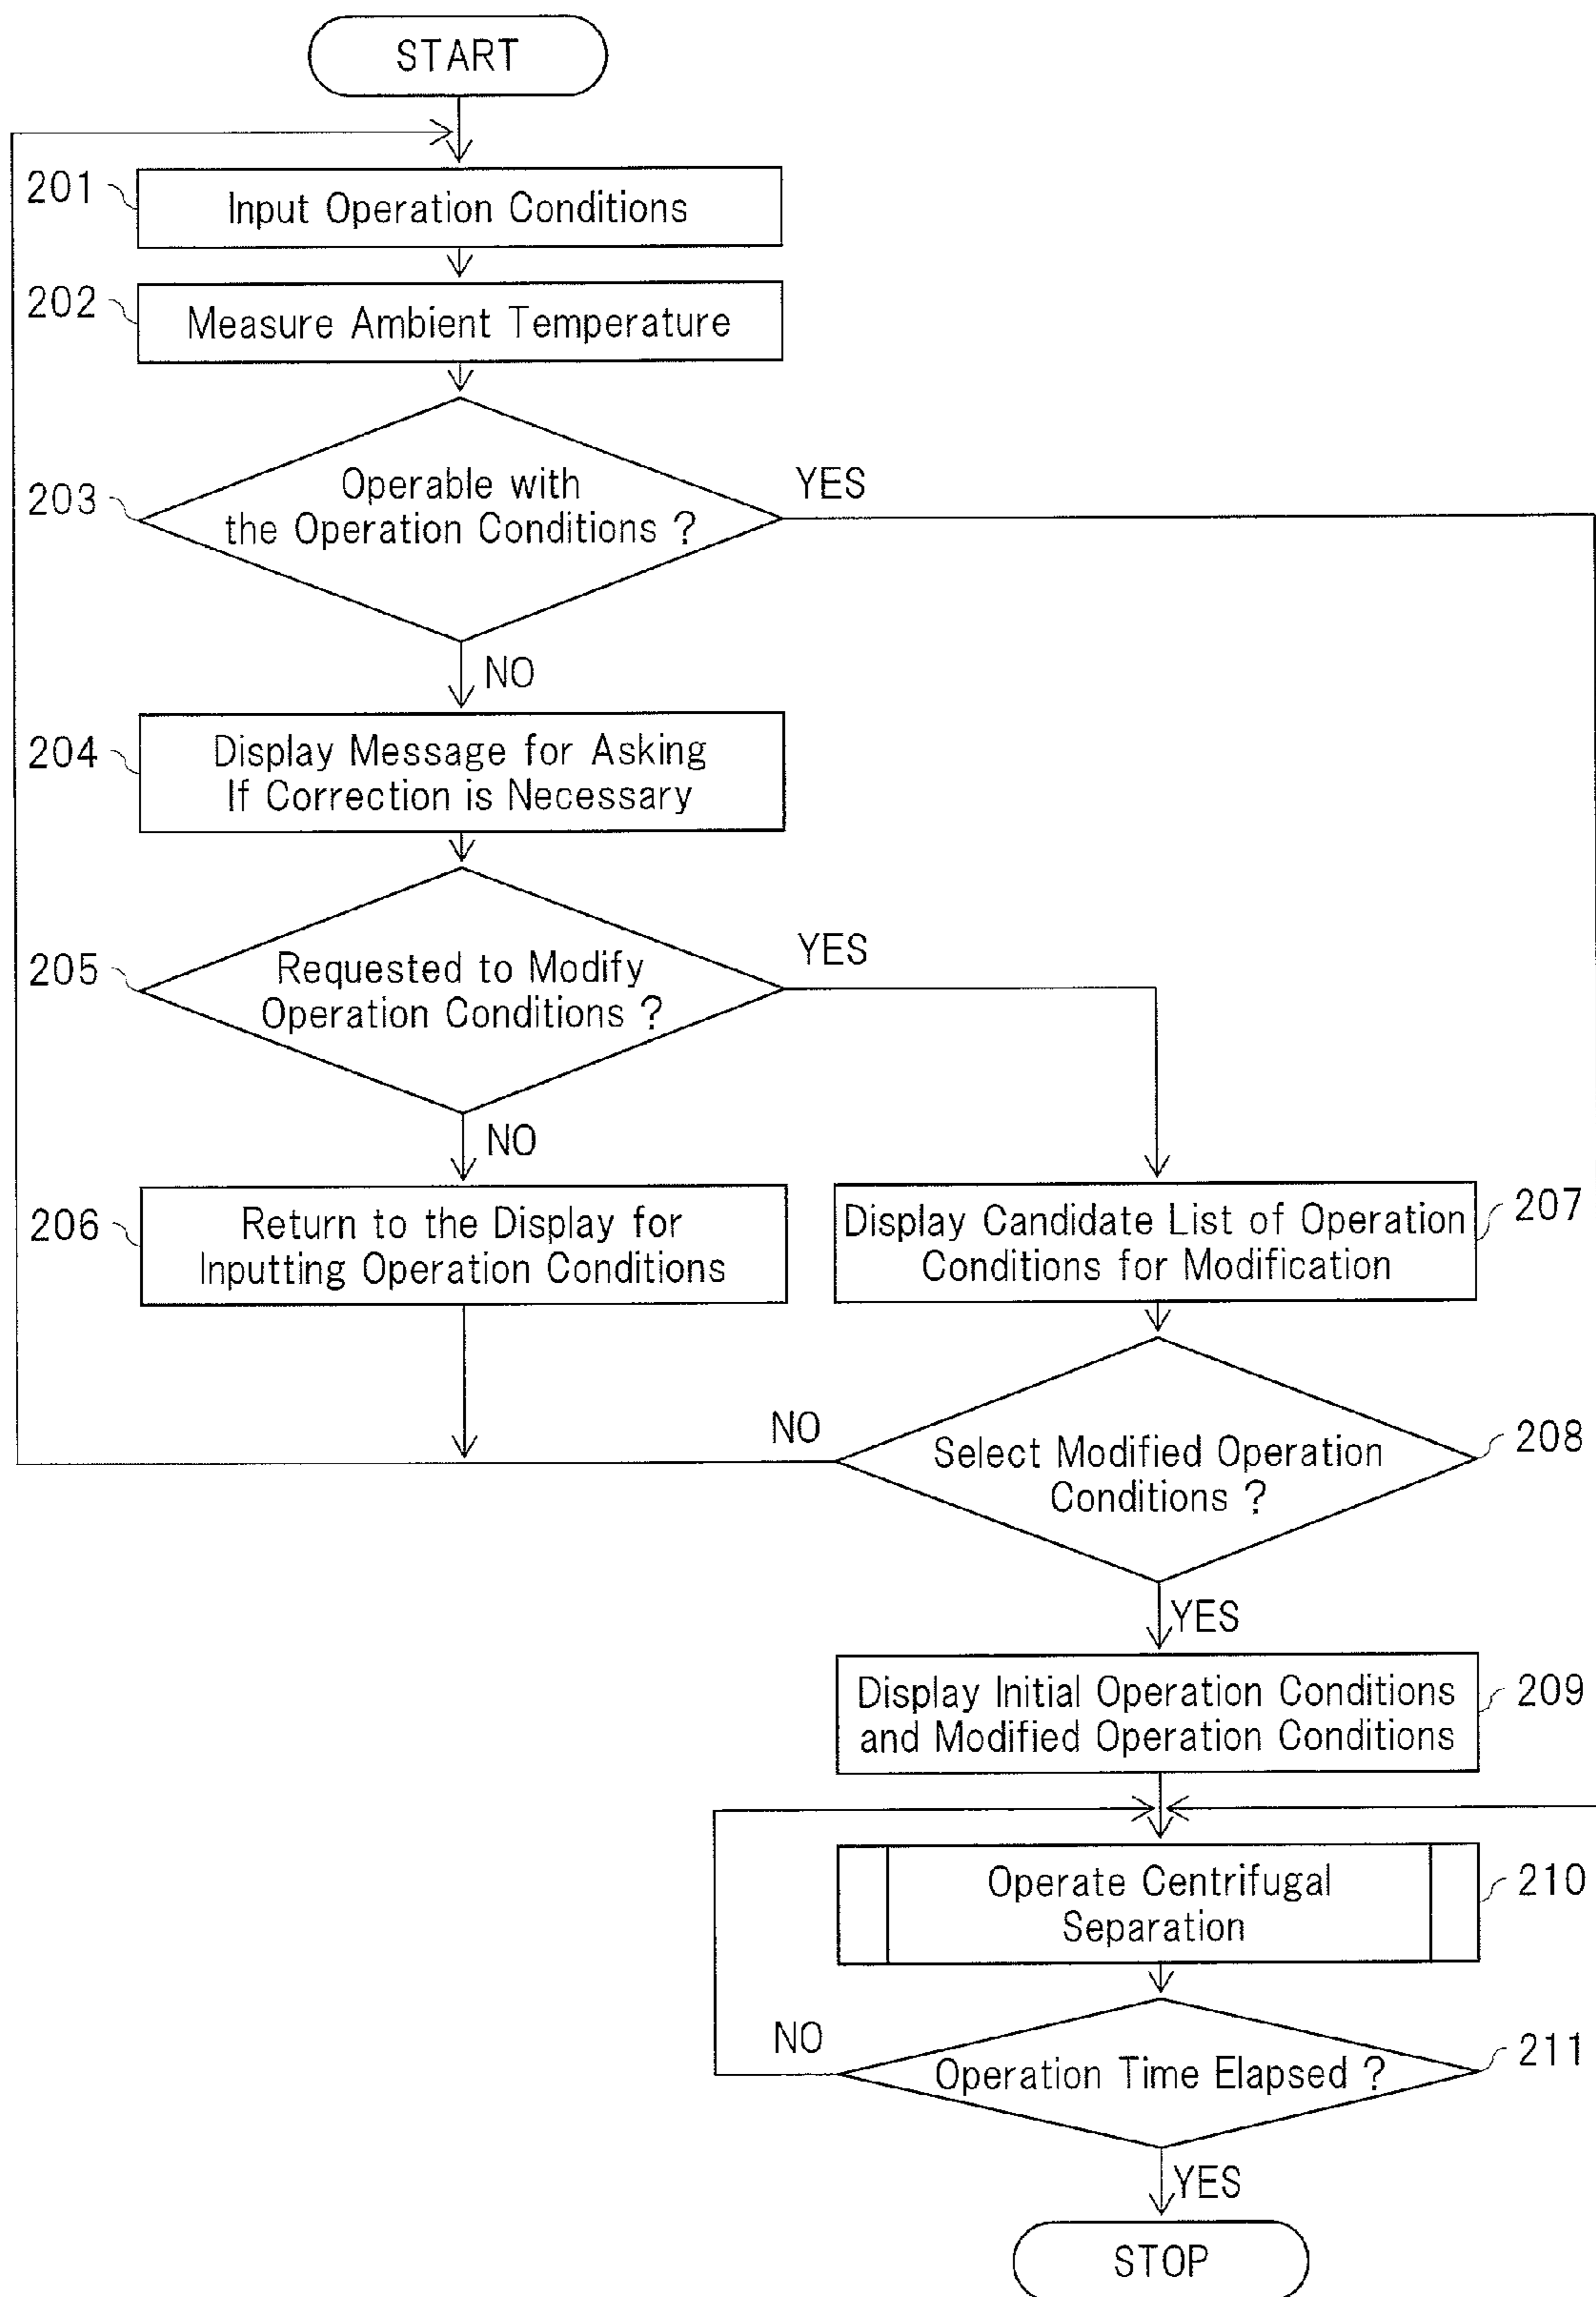 START
201
Input Operation Conditions
202
Measure Ambient Temperature
203
Operable with
the Operation Conditions ?
YES
NO
204
Display Message for Asking
If Correction is Necessary
205
Requested to Modify
Operation Conditions ?
YES
NO
206
Return to the Display for
Inputting Operation Conditions
207
Display Candidate List of Operation
Conditions for Modification
NO
208
Select Modified Operation
Conditions ?
YES
209
Display Initial Operation Conditions
and Modified Operation Conditions
210
Operate Centrifugal
Separation
NO
211
Operation Time Elapsed ?
YES
STOP